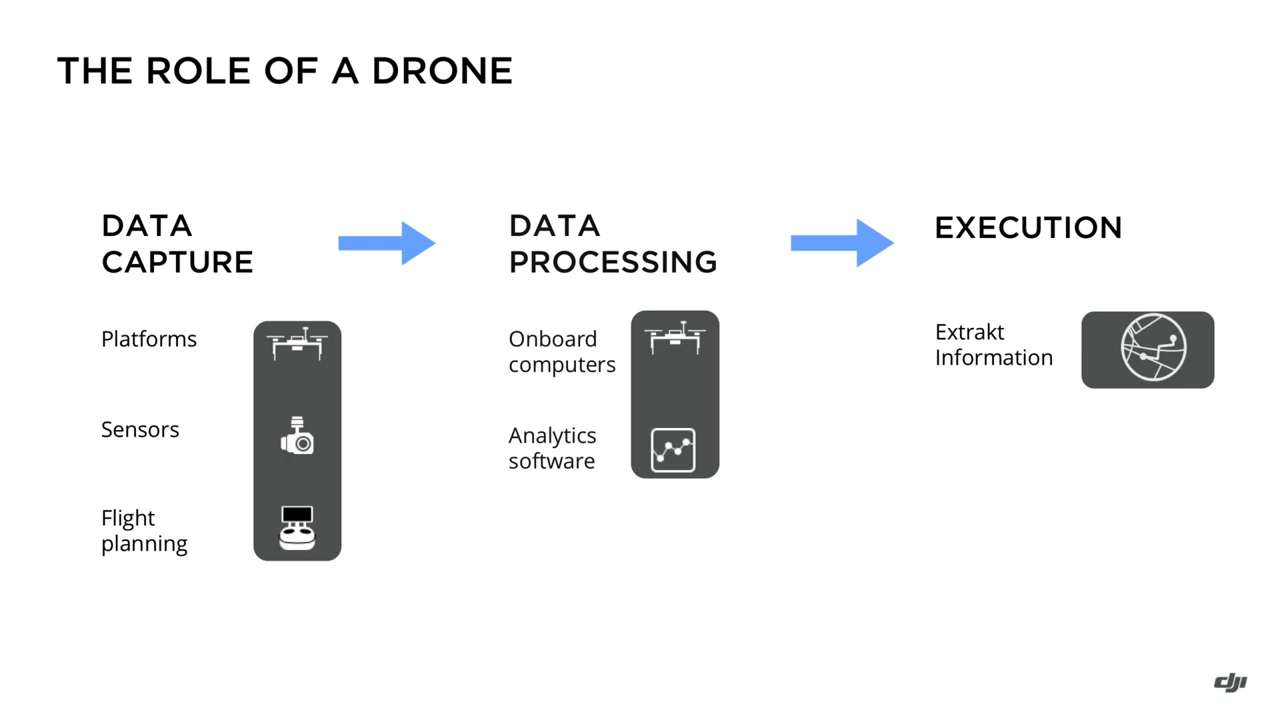 THE ROLE OF A DRONE
DATA
CAPTURE
Platforms
Sensors
Flight
planning
DATA
PROCESSING
Onboard
computers
Analytics
software
EXECUTION
Extrakt
Information
dji